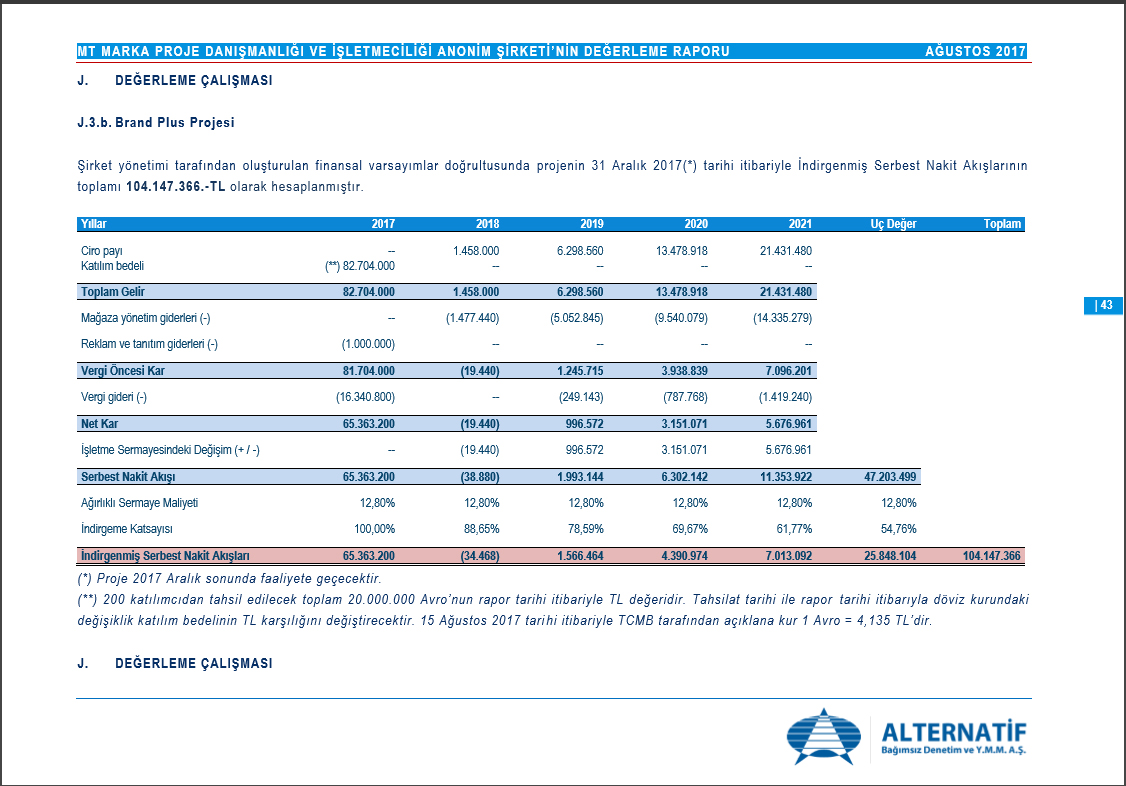 MT MARKA PROJE DANIŞMANLIĞI VE İŞLETMECİLİĞİ ANONİM ŞİRKETİ'NİN DEĞERLEME RAPORU AĞUSTOS 2017
J. DEĞERLEME ÇALIŞMASI
J.3.b. Brand Plus Projesi
Şirket yönetimi tarafından oluşturulan finansal varsayımlar doğrultusunda projenin 31 Aralık 2017(*) tarihi itibariyle İndirgenmiş Serbest Nakit Akışlarının
toplamı 104.147.366.-TL olarak hesaplanmıştır.
Yıllar 2017 2018 2019 2020 2021 Uç Değer Toplam
Ciro payı -- 1.458.000 6.298.560 13.478.918 21.431.480
Katılım bedeli (**) 82.704.000 -- -- -- --
Toplam Gelir 82.704.000 1.458.000 6.298.560 13.478.918 21.431.480
| 43
Mağaza yönetim giderleri (-) -- (1.477.440) (5.052.845) (9.540.079) (14.335.279)
Reklam ve tanıtım giderleri (-) (1.000.000) -- -- -- --
Vergi Öncesi Kar 81.704.000 (19.440) 1.245.715 3.938.839 7.096.201
Vergi gideri (-) (16.340.800) -- (249.143) (787.768) (1.419.240)
Net Kar 65.363.200 (19.440) 996.572 3.151.071 5.676.961
İşletme Sermayesindeki Değişim (+ / -) -- (19.440) 996.572 3.151.071 5.676.961
Serbest Nakit Akışı 65.363.200 (38.880) 1.993.144 6.302.142 11.353.922 47.203.499
Ağırlıklı Sermaye Maliyeti 12,80% 12,80% 12,80% 12,80% 12,80% 12,80%
İndirgeme Katsayısı 100,00% 88,65% 78,59% 69,67% 61,77% 54,76%
İndirgenmiş Serbest Nakit Akışları 65.363.200 (34.468) 1.566.464 4.390.974 7.013.092 25.848.104 104.147.366
(*) Proje 2017 Aralık sonunda faaliyete geçecektir.
(**) 200 katılımcıdan tahsil edilecek toplam 20.000.000 Avro'nun rapor tarihi itibariyle TL değeridir. Tahsilat tarihi ile rapor tarihi itibarıyla döviz kurundaki
değişiklik katılım bedelinin TL karşılığını değiştirecektir. 15 Ağustos 2017 tarihi itibariyle TCMB tarafından açıklana kur 1 Avro = 4,135 TL'dir.
J. DEĞERLEME ÇALIŞMASI
ALTERNATİF
Bağımsız Denetim ve Y.M.M. A.Ş.